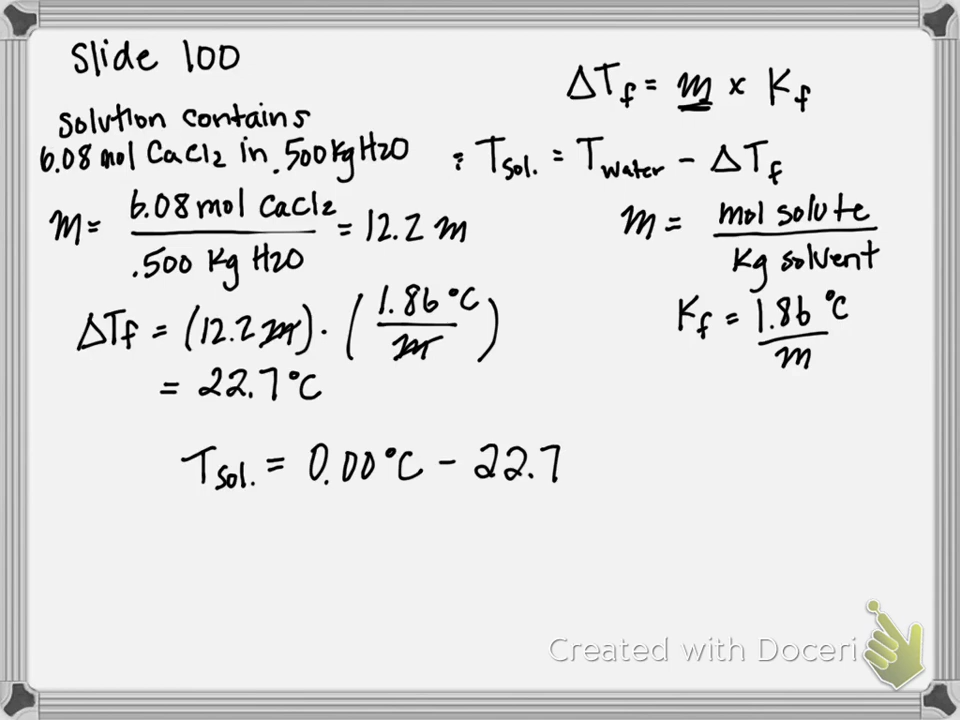 Slide 100
ΔTf = m × Kf
Solution contains
6.08 mol CaCl2 in .500 Kg H2O
: Tsol. = Twater − ΔTf
m = 6.08 mol CaCl2 / .500 Kg H2O = 12.2 m
m = mol solute / Kg solvent
ΔTf = (12.2 m) · (1.86 °C / m)
Kf = 1.86 °C / m
= 22.7 °C
Tsol. = 0.00 °C − 22.7
Created with Doceri